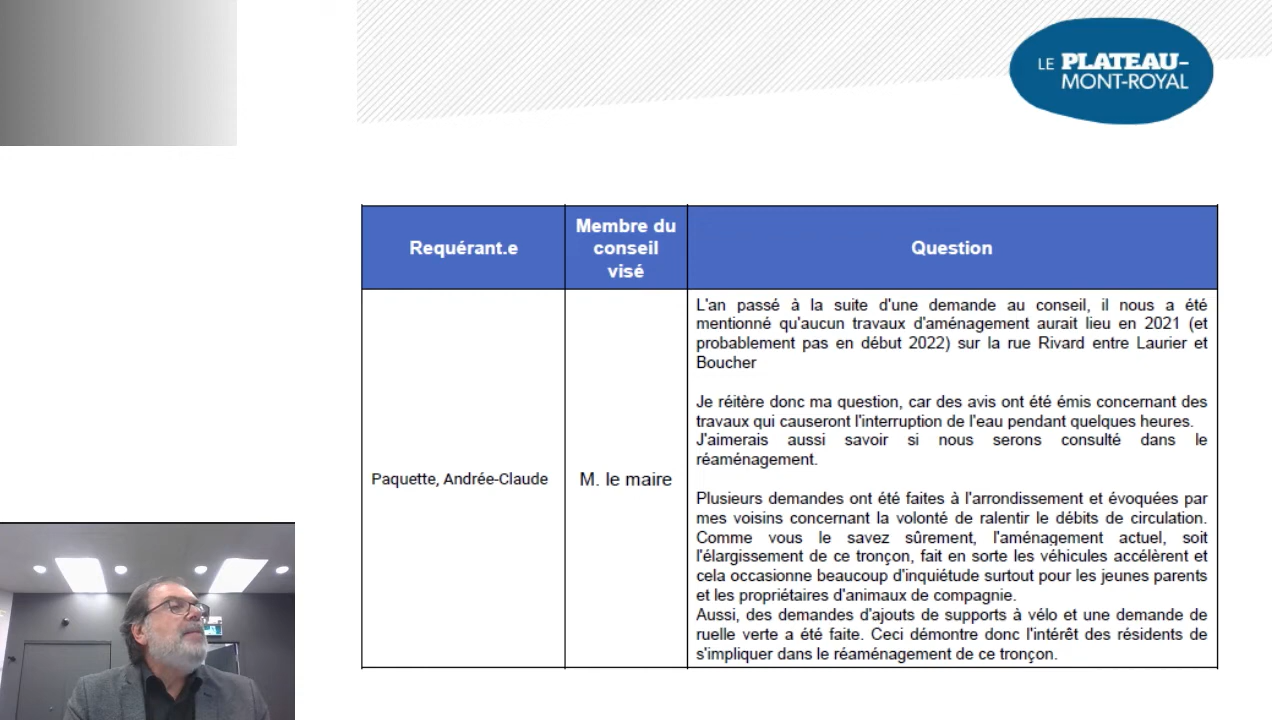 LE PLATEAU-
MONT-ROYAL
Requérant.e
Membre du
conseil
visé
Question
Paquette, Andrée-Claude
M. le maire
L'an passé à la suite d'une demande au conseil, il nous a été
mentionné qu'aucun travaux d'aménagement aurait lieu en 2021 (et
probablement pas en début 2022) sur la rue Rivard entre Laurier et
Boucher
Je réitère donc ma question, car des avis ont été émis concernant des
travaux qui causeront l'interruption de l'eau pendant quelques heures.
J'aimerais aussi savoir si nous serons consulté dans le
réaménagement.
Plusieurs demandes ont été faites à l'arrondissement et évoquées par
mes voisins concernant la volonté de ralentir le débits de circulation.
Comme vous le savez sûrement, l'aménagement actuel, soit
l'élargissement de ce tronçon, fait en sorte les véhicules accélèrent et
cela occasionne beaucoup d'inquiétude surtout pour les jeunes parents
et les propriétaires d'animaux de compagnie.
Aussi, des demandes d'ajouts de supports à vélo et une demande de
ruelle verte a été faite. Ceci démontre donc l'intérêt des résidents de
s'impliquer dans le réaménagement de ce tronçon.